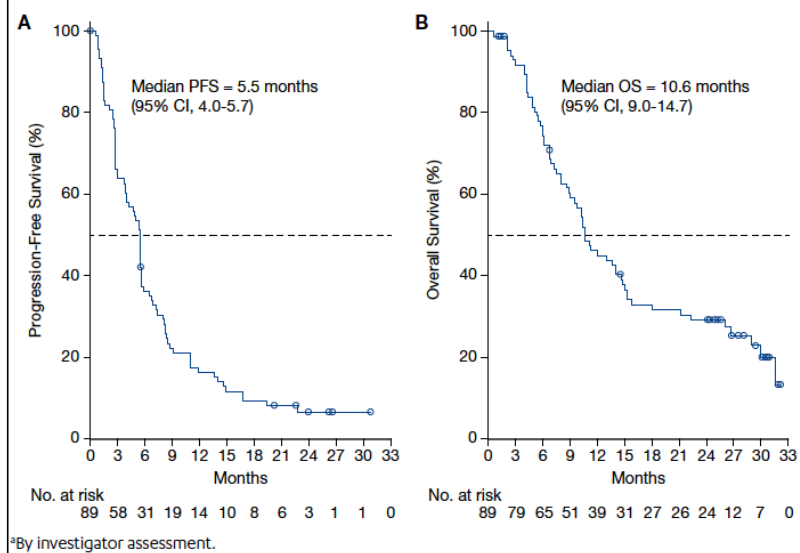 A
Progression-Free Survival (%)
100
80
60
40
20
0
Median PFS = 5.5 months
(95% CI, 4.0-5.7)
0 3 6 9 12 15 18 21 24 27 30 33
Months
No. at risk
89 58 31 19 14 10 8 6 3 1 1 0
B
Overall Survival (%)
100
80
60
40
20
0
Median OS = 10.6 months
(95% CI, 9.0-14.7)
0 3 6 9 12 15 18 21 24 27 30 33
Months
No. at risk
89 79 65 51 39 31 27 26 24 12 7 0
ᵃBy investigator assessment.